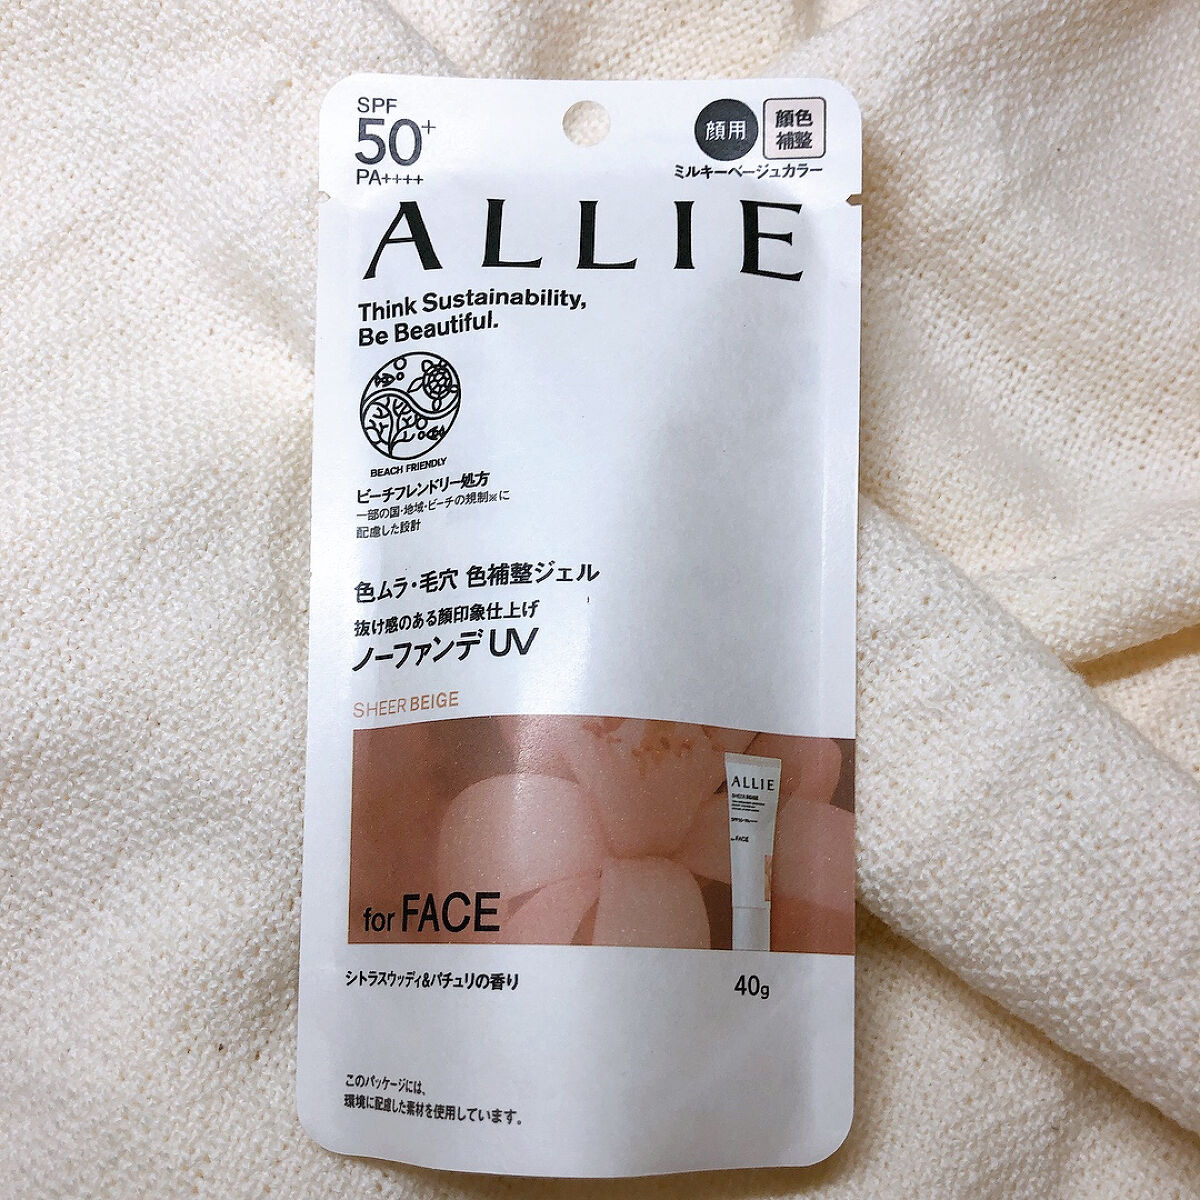 SPF
50+
PA++++
顔用
顔色
補整
ミルキーベージュカラー
ALLIE
Think Sustainability,
Be Beautiful.
BEACH FRIENDLY
ビーチフレンドリー処方
一部の国・地域・ビーチの規制※に
配慮した設計
色ムラ・毛穴 色補整ジェル
抜け感のある顔印象仕上げ
ノーファンデUV
SHEER BEIGE
ALLIE
SHEER BEIGE
for FACE
for FACE
シトラスウッディ&パチュリの香り
40g
このパッケージには、
環境に配慮した素材を使用しています。